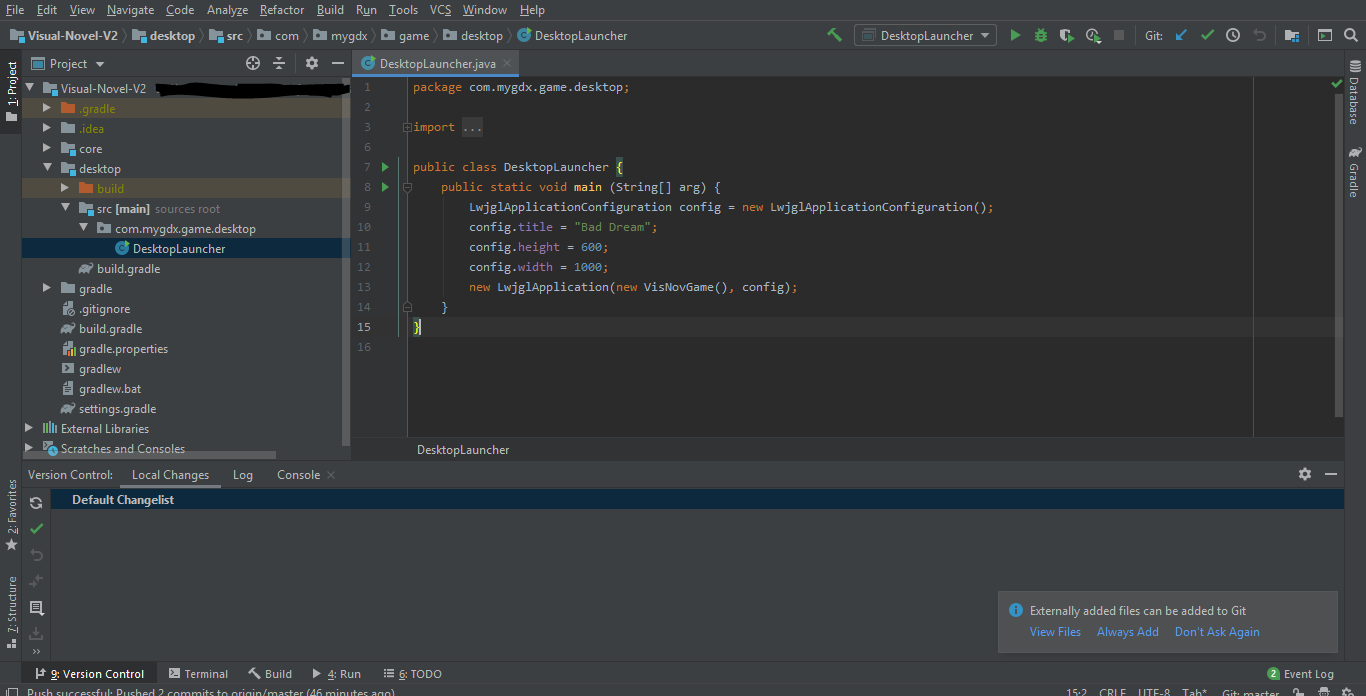 File Edit View Navigate Code Analyze Refactor Build Run Tools VCS Window Help
Visual-Novel-V2 desktop src com mygdx game desktop DesktopLauncher
DesktopLauncher Git:
1: Project
Project
DesktopLauncher.java
Visual-Novel-V2
.gradle
.idea
core
desktop
build
src [main] sources root
com.mygdx.game.desktop
DesktopLauncher
build.gradle
gradle
.gitignore
build.gradle
gradle.properties
gradlew
gradlew.bat
settings.gradle
External Libraries
Scratches and Consoles
1 package com.mygdx.game.desktop;
2
3 import ...
6
7 public class DesktopLauncher {
8 public static void main (String[] arg) {
9 LwjglApplicationConfiguration config = new LwjglApplicationConfiguration();
10 config.title = "Bad Dream";
11 config.height = 600;
12 config.width = 1000;
13 new LwjglApplication(new VisNovGame(), config);
14 }
15 }
16
DesktopLauncher
Database
Gradle
Version Control: Local Changes Log Console
Default Changelist
2: Favorites
7: Structure
Externally added files can be added to Git
View Files Always Add Don't Ask Again
9: Version Control Terminal Build 4: Run 6: TODO 2 Event Log
Push successful: Pushed 2 commits to origin/master (46 minutes ago) 15:2 CRLF UTF-8 Tab* Git: master